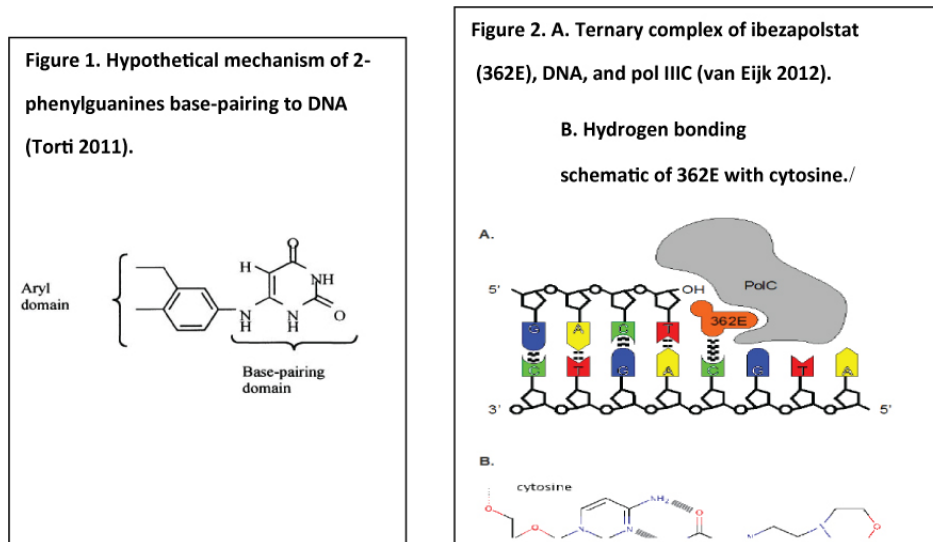 Figure 1. Hypothetical mechanism of 2-
phenylguanines base-pairing to DNA
(Torti 2011).
Aryl
domain
H
O
NH
N
H
NH
O
Base-pairing
domain
Figure 2. A. Ternary complex of ibezapolstat
(362E), DNA, and pol IIIC (van Eijk 2012).
B. Hydrogen bonding
schematic of 362E with cytosine./
A.
5'
OH
PolC
362E
G A C T
C T G A C G T A
3'
5'
B.
cytosine
NH₂
O
O
N
N
N
N
O